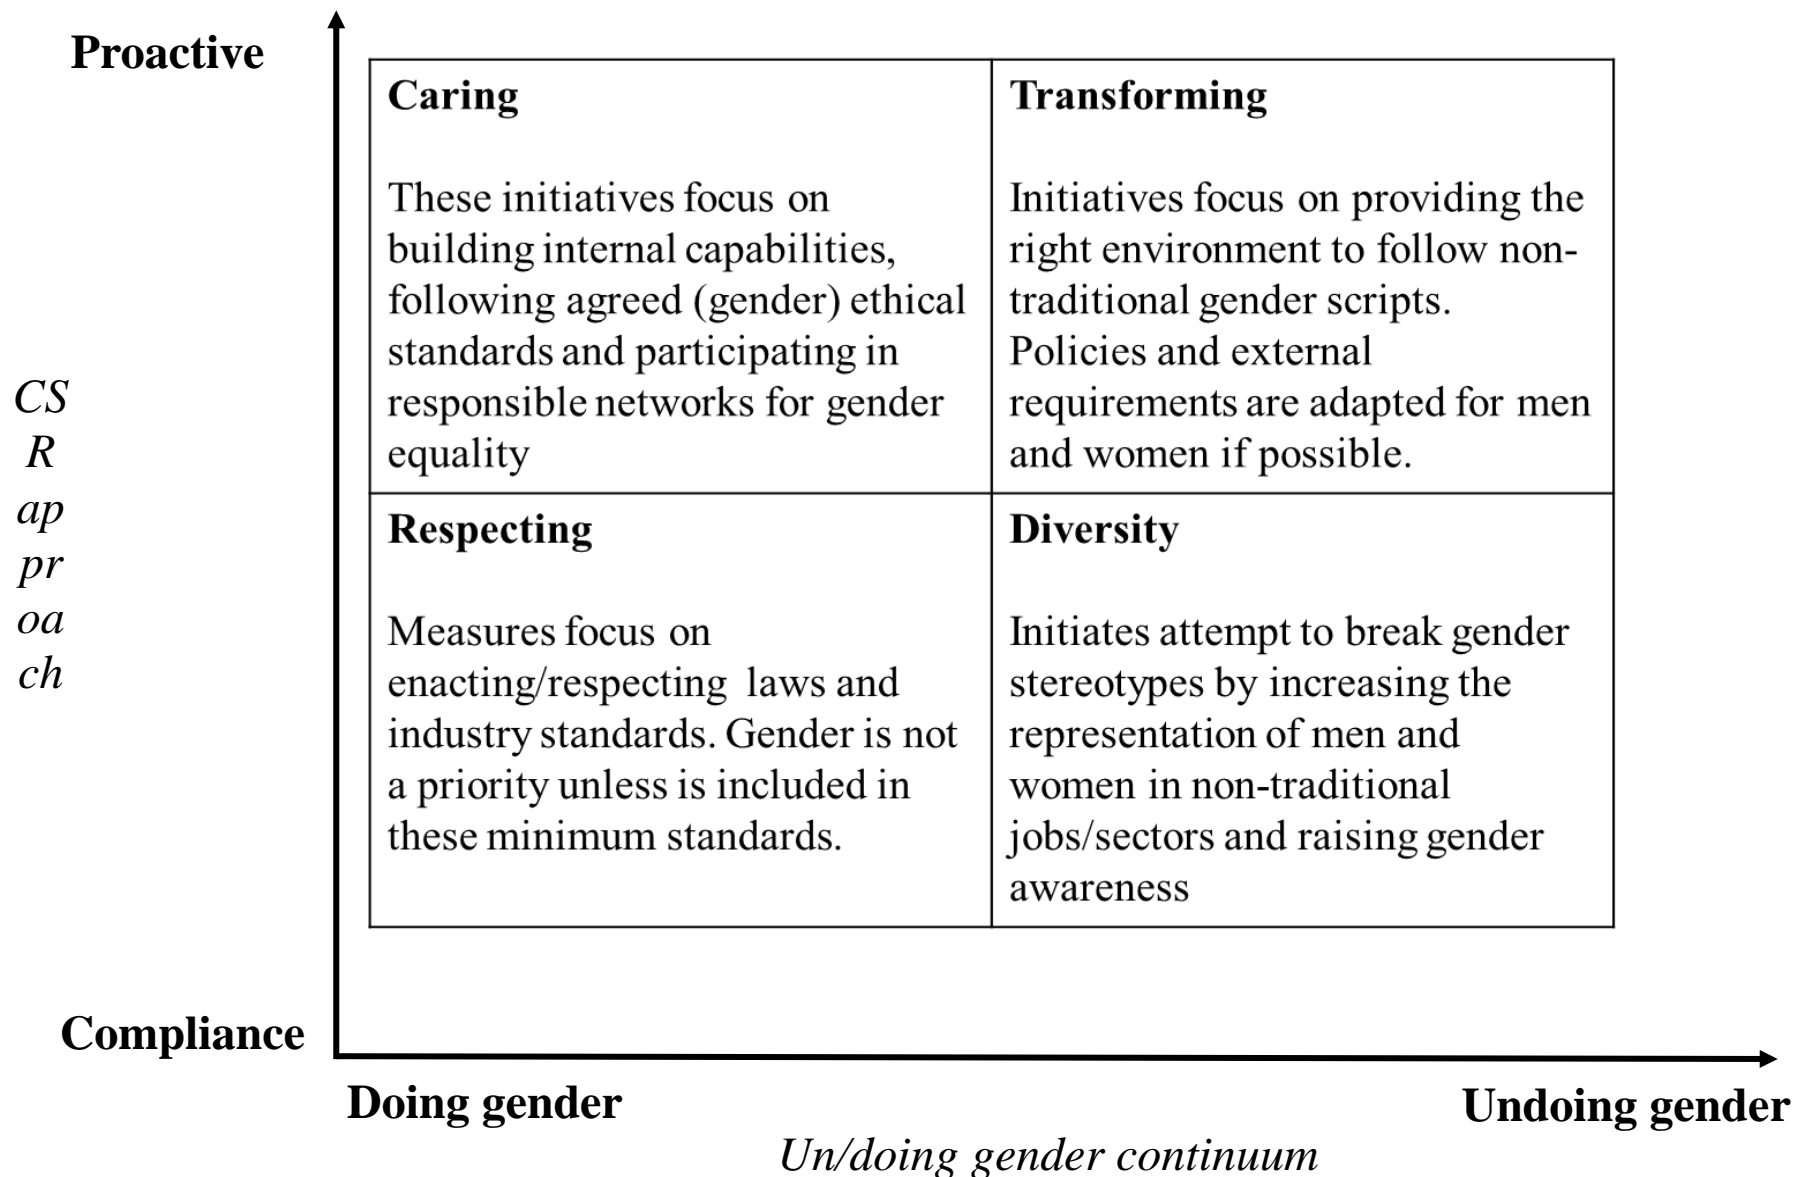 Proactive
Caring
These initiatives focus on
building internal capabilities,
following agreed (gender) ethical
standards and participating in
responsible networks for gender
equality
Transforming
Initiatives focus on providing the
right environment to follow non-
traditional gender scripts.
Policies and external
requirements are adapted for men
and women if possible.
CS
R
ap
pr
oa
ch
Respecting
Measures focus on
enacting/respecting laws and
industry standards. Gender is not
a priority unless is included in
these minimum standards.
Diversity
Initiates attempt to break gender
stereotypes by increasing the
representation of men and
women in non-traditional
jobs/sectors and raising gender
awareness
Compliance
Doing gender
Undoing gender
Un/doing gender continuum